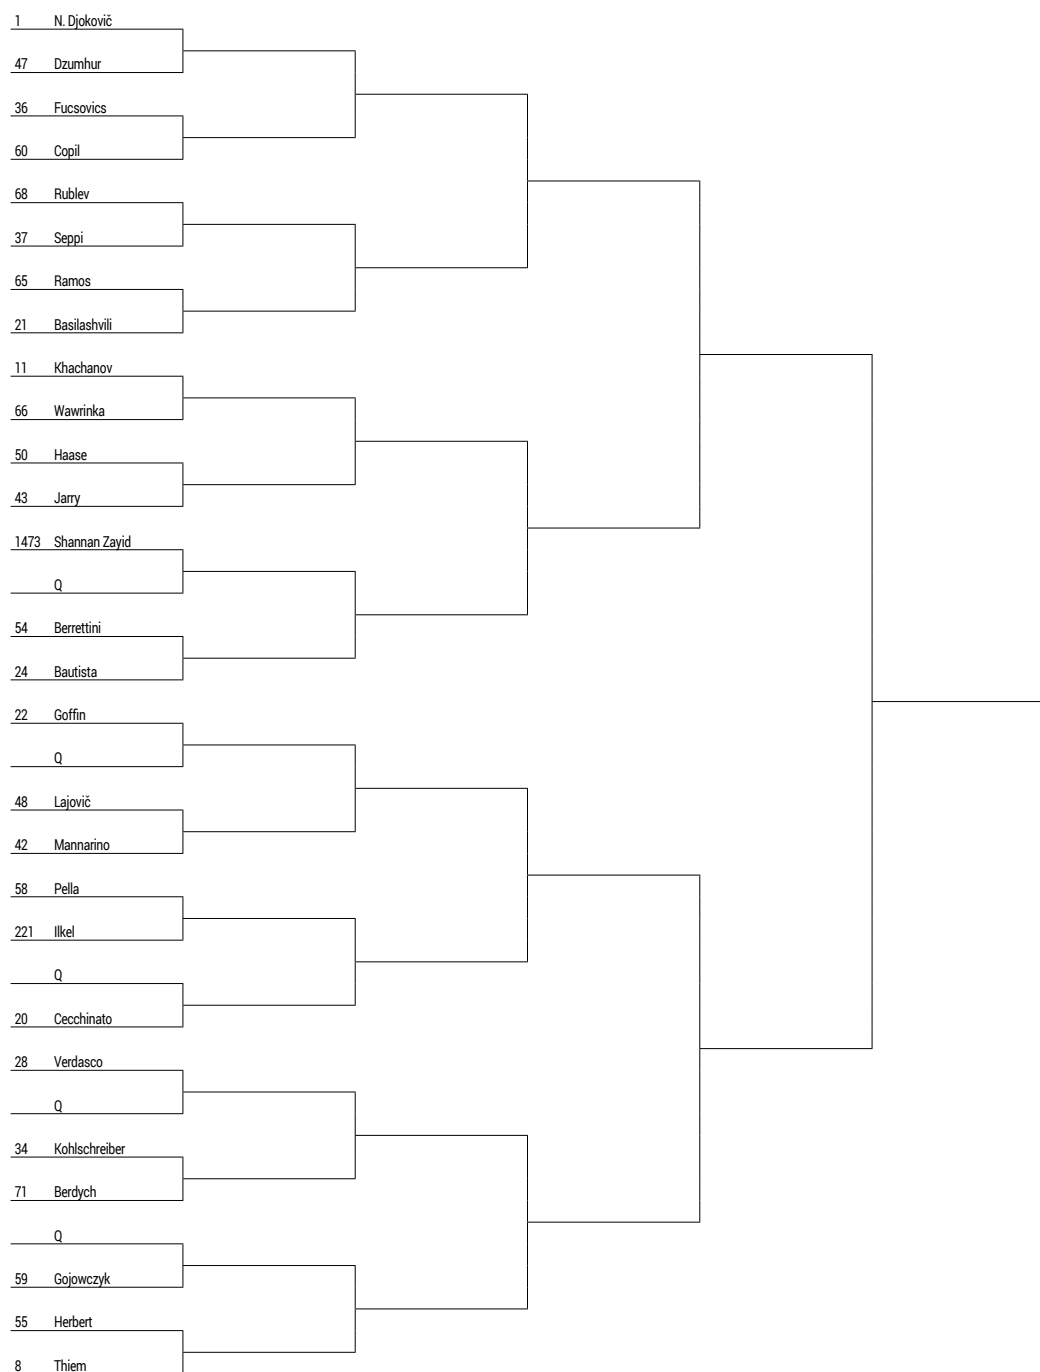 1 N. Djokovič
47 Dzumhur
36 Fucsovics
60 Copil
68 Rublev
37 Seppi
65 Ramos
21 Basilashvili
11 Khachanov
66 Wawrinka
50 Haase
43 Jarry
1473 Shannan Zayid
Q
54 Berrettini
24 Bautista
22 Goffin
Q
48 Lajovič
42 Mannarino
58 Pella
221 Ilkel
Q
20 Cecchinato
28 Verdasco
Q
34 Kohlschreiber
71 Berdych
Q
59 Gojowczyk
55 Herbert
8 Thiem